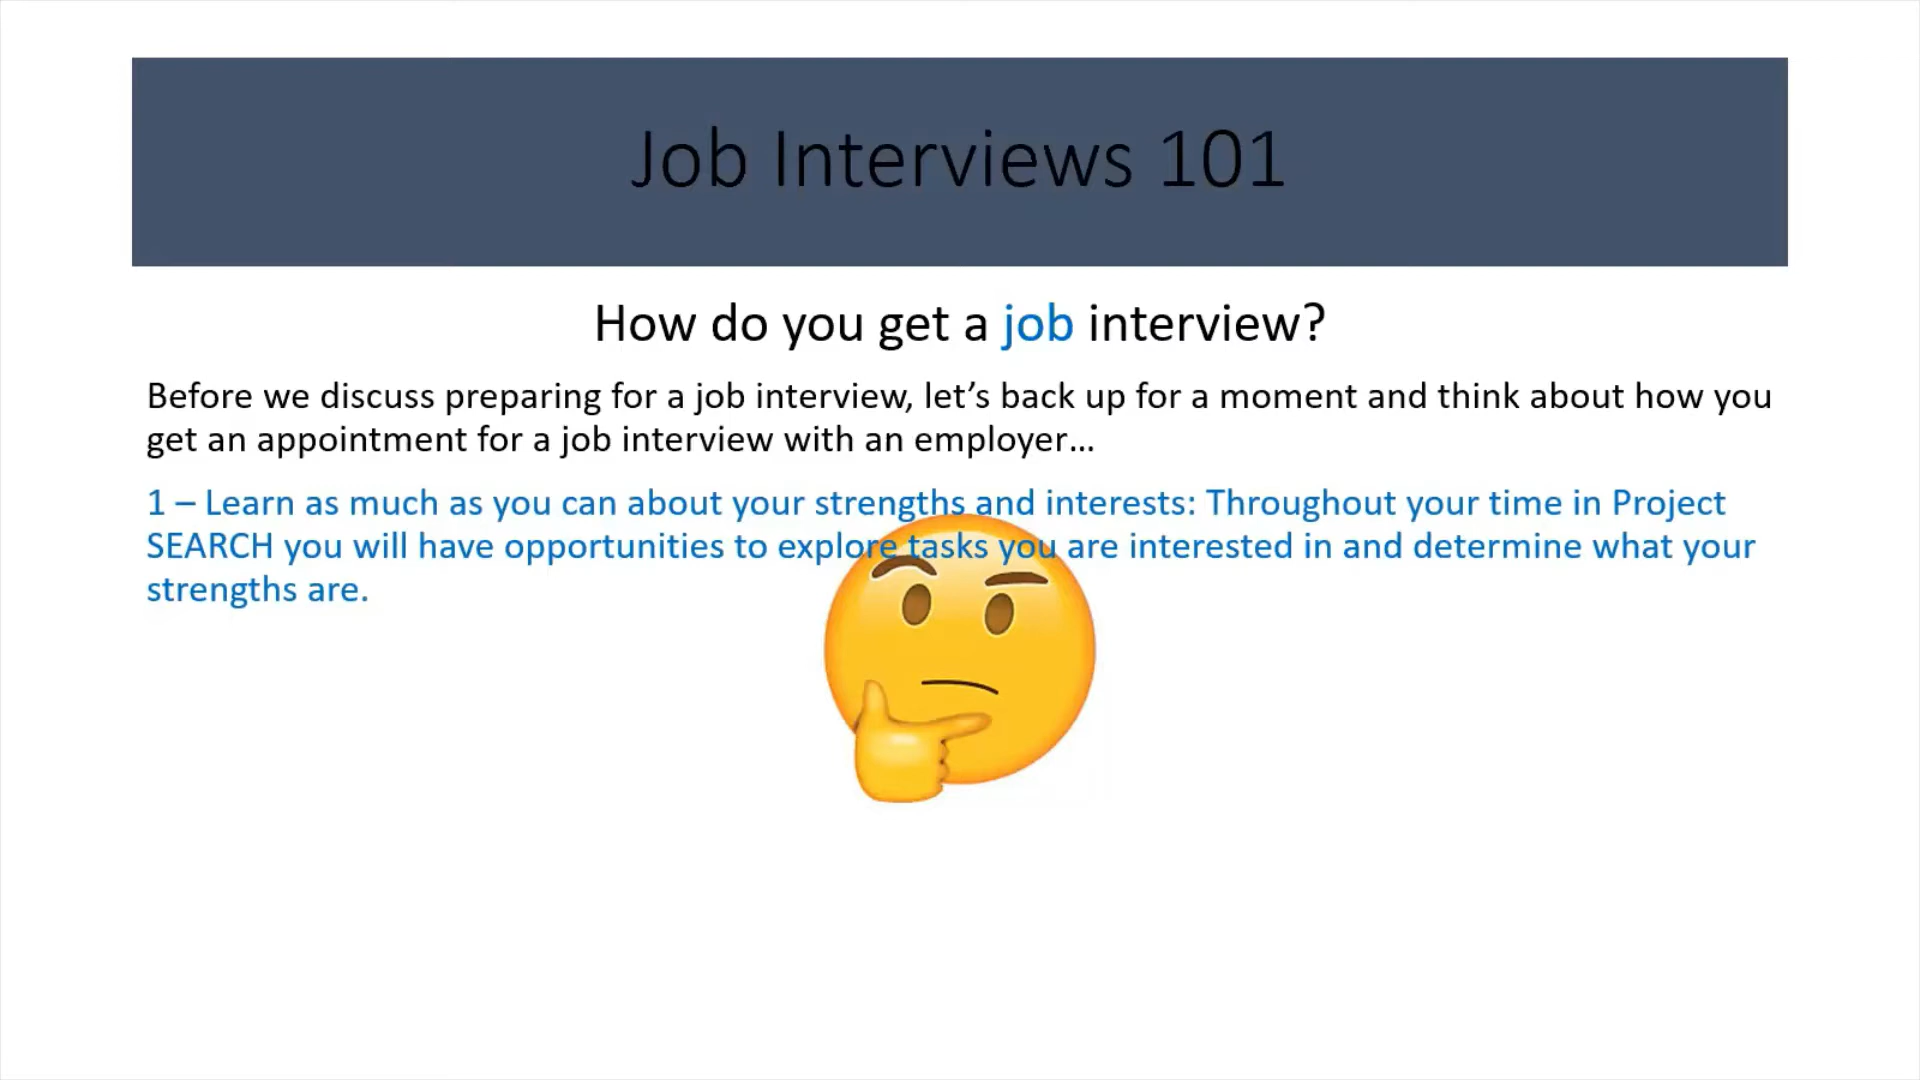 Job Interviews 101
How do you get a job interview?
Before we discuss preparing for a job interview, let’s back up for a moment and think about how you
get an appointment for a job interview with an employer…
1 – Learn as much as you can about your strengths and interests: Throughout your time in Project
SEARCH you will have opportunities to explore tasks you are interested in and determine what your
strengths are.